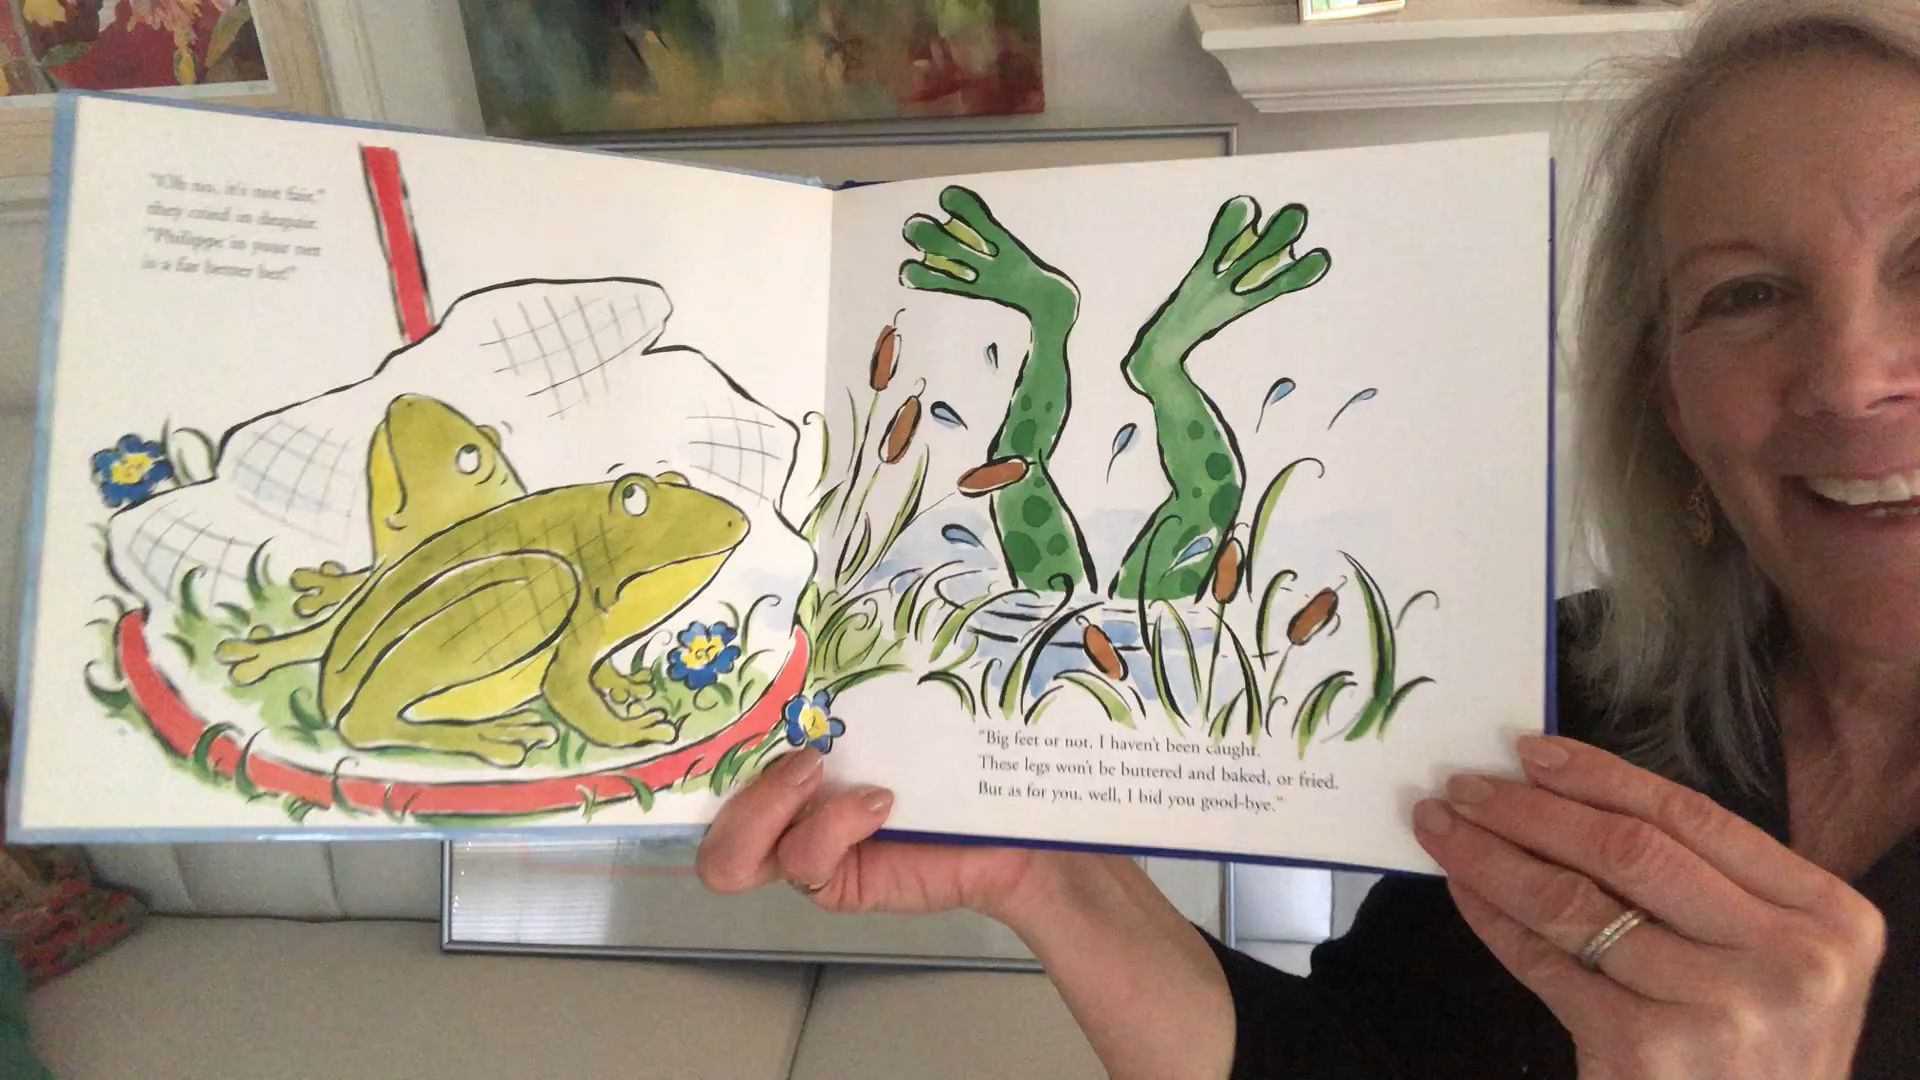 "Oh no, it's not fair,"
they cried in despair.
"Philippe in your net
is a far better bet!"
"Big feet or not, I haven't been caught.
These legs won't be buttered and baked, or fried.
But as for you, well, I bid you good-bye."